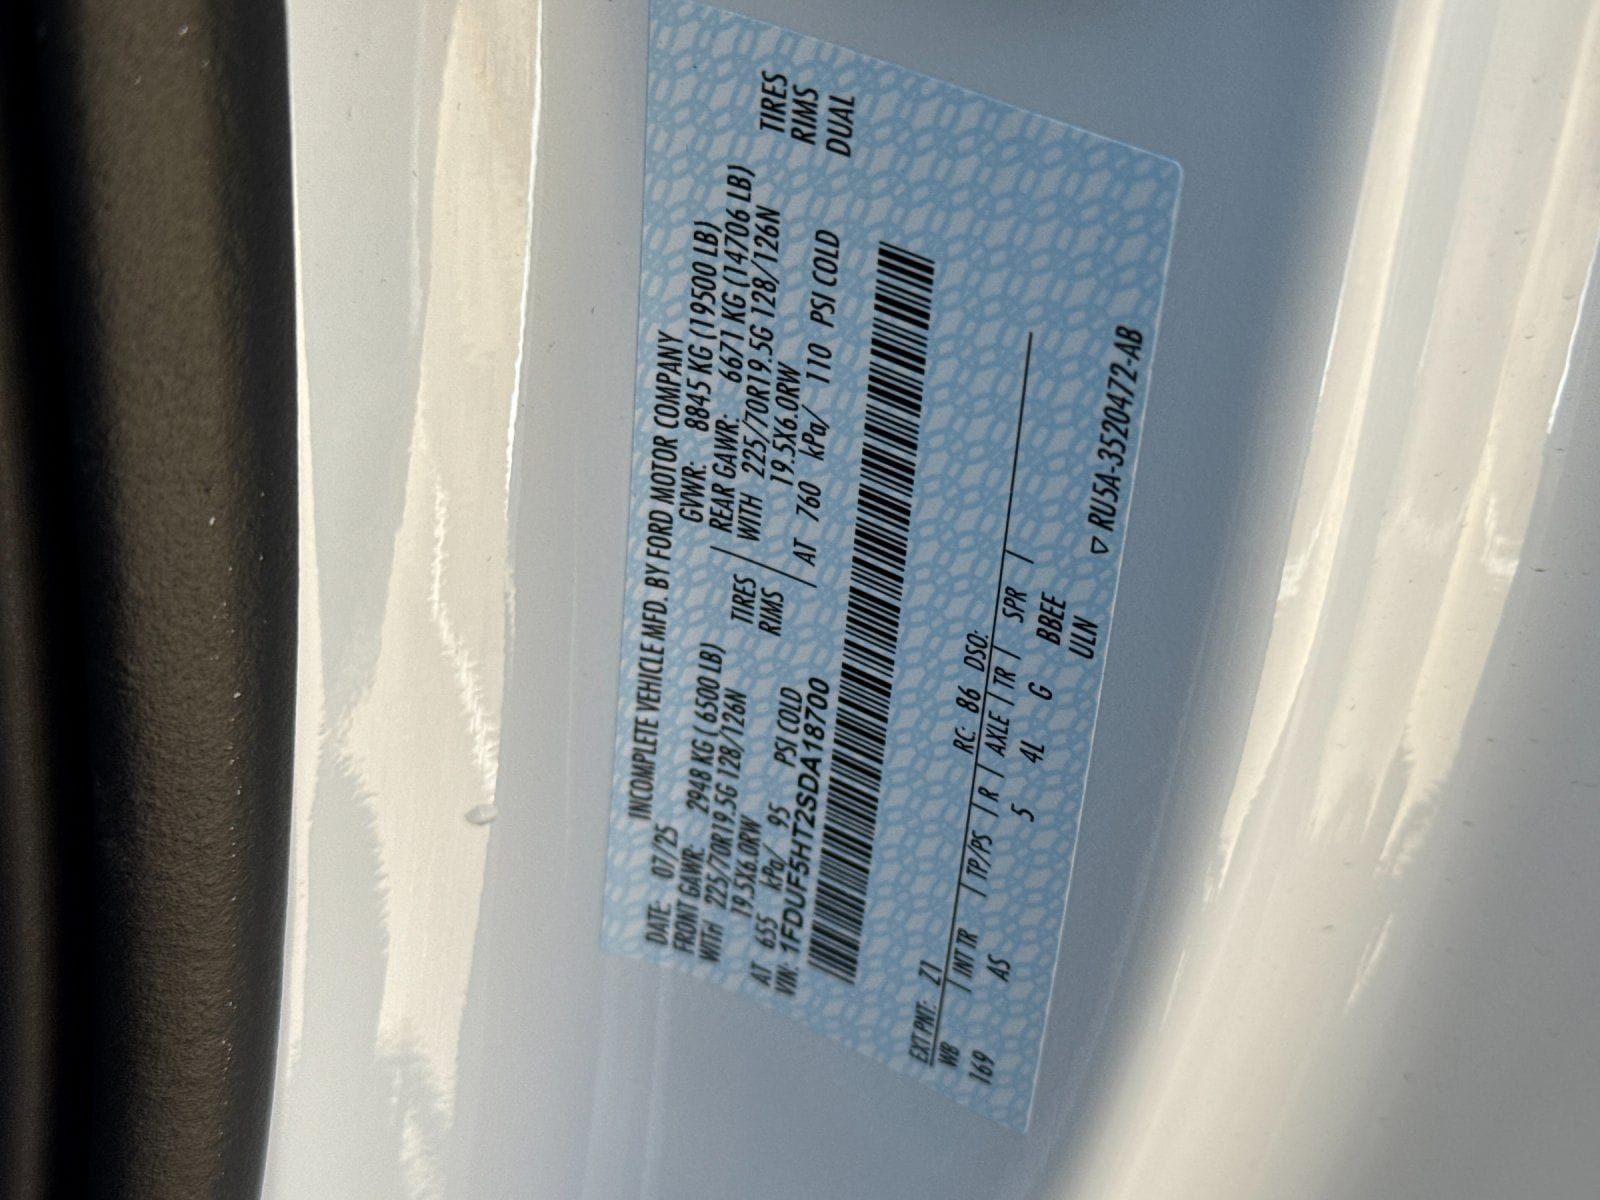 INCOMPLETE VEHICLE MFD. BY FORD MOTOR COMPANY
DATE: 07/25 GVWR: 8845 KG (19500 LB)
FRONT GAWR: 2948 KG ( 6500 LB) REAR GAWR: 6671 KG (14706 LB)
WITH 225/70R19.5G 128/126N TIRES WITH 225/70R19.5G 128/126N TIRES
19.5X6.0RW RIMS 19.5X6.0RW RIMS
AT 655 kPa/ 95 PSI COLD AT 760 kPa/ 110 PSI COLD DUAL
VIN: 1FDUF5HT2SDA18700
EXT PNT: Z1 RC: 86 DSO:
WB | INT TR | TP/PS | R | AXLE | TR | SPR |
169 AS 5 4L G BBEE
ULN
▽ RU5A-3520472-AB